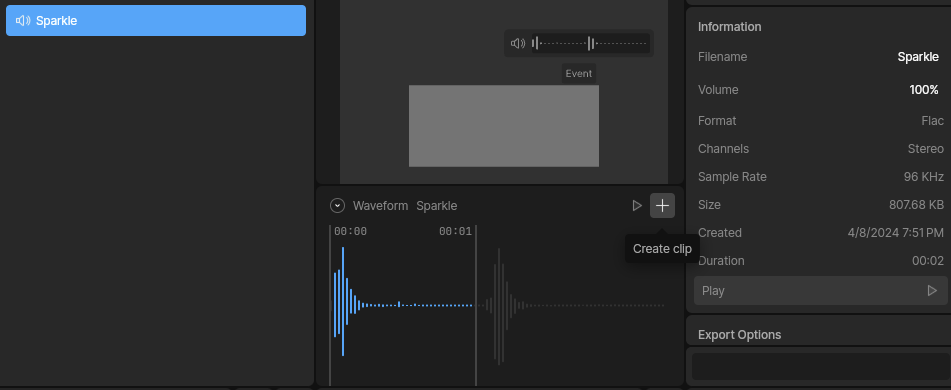 Sparkle
Event
Waveform Sparkle
00:00 00:01
Create clip
Information
Filename Sparkle
Volume 100%
Format Flac
Channels Stereo
Sample Rate 96 KHz
Size 807.68 KB
Created 4/8/2024 7:51 PM
Duration 00:02
Play
Export Options